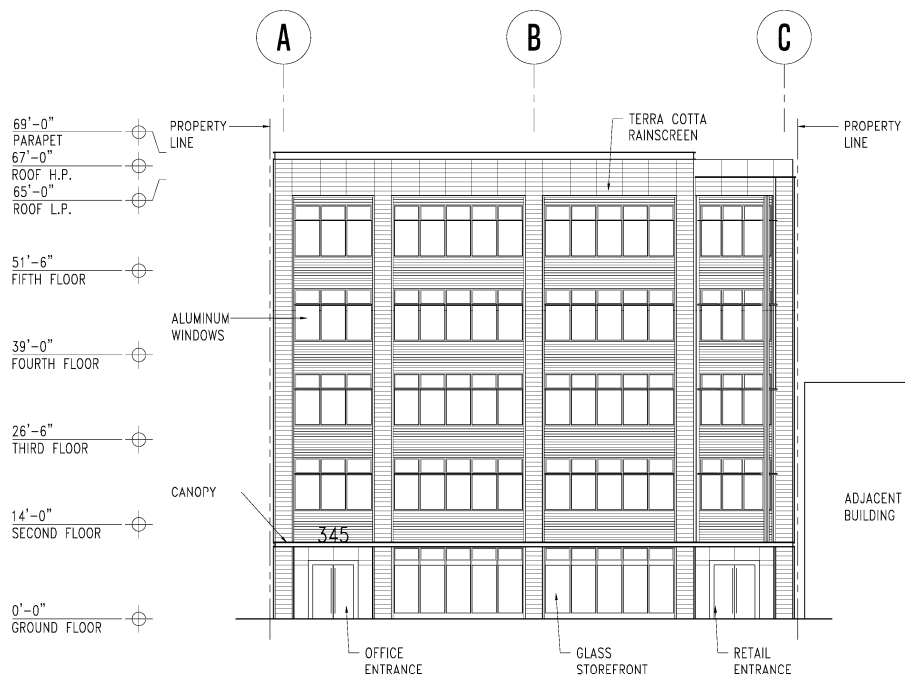 A
B
C
69'-0"
PARAPET
67'-0"
ROOF H.P.
65'-0"
ROOF L.P.
51'-6"
FIFTH FLOOR
39'-0"
FOURTH FLOOR
26'-6"
THIRD FLOOR
14'-0"
SECOND FLOOR
0'-0"
GROUND FLOOR
PROPERTY
LINE
TERRA COTTA
RAINSCREEN
PROPERTY
LINE
ALUMINUM
WINDOWS
CANOPY
345
ADJACENT
BUILDING
OFFICE
ENTRANCE
GLASS
STOREFRONT
RETAIL
ENTRANCE